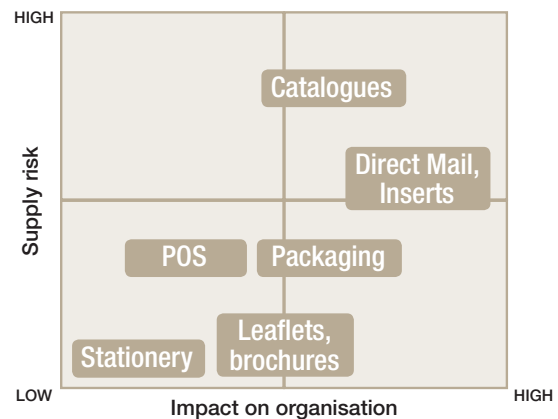 HIGH
Catalogues
Direct Mail,
Inserts
Supply risk
POS
Packaging
Leaflets,
brochures
Stationery
LOW
HIGH
Impact on organisation